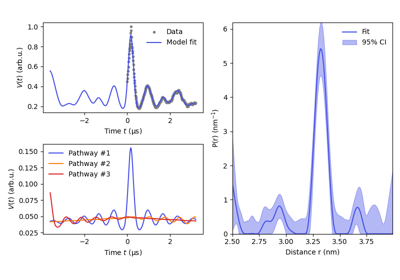 V(t) (arb.u.)
1.0
0.8
0.6
0.4
0.2
Data
Model fit
−2
0
2
Time t (μs)
V(t) (arb.u.)
0.150
0.125
0.100
0.075
0.050
0.025
Pathway #1
Pathway #2
Pathway #3
−2
0
2
Time t (μs)
P(r) (nm⁻¹)
6
5
4
3
2
1
0
Fit
95% CI
2.50 2.75 3.00 3.25 3.50 3.75
Distance r (nm)